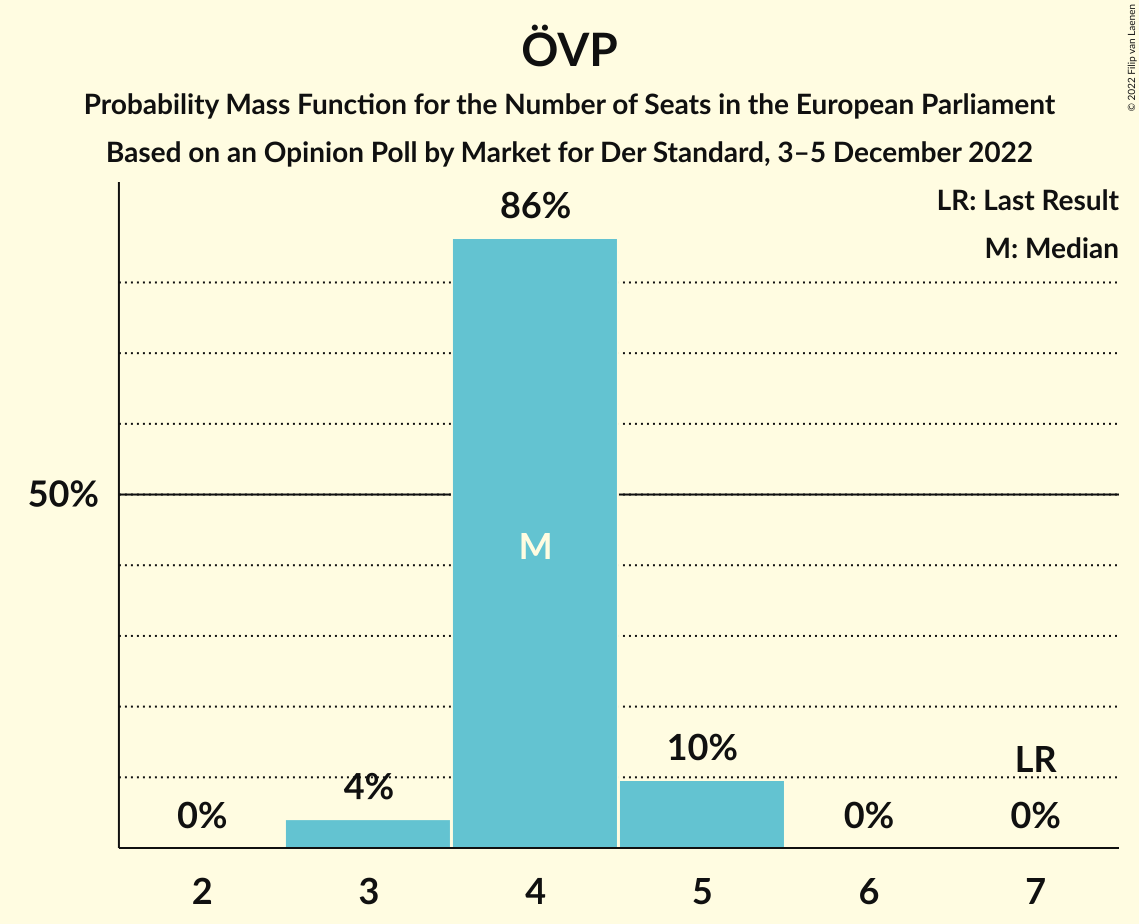 ÖVP
Probability Mass Function for the Number of Seats in the European Parliament
Based on an Opinion Poll by Market for Der Standard, 3–5 December 2022
© 2022 Filip van Laenen
LR: Last Result
M: Median
86%
50%
M
10%
LR
4%
0%
0%
0%
2
3
4
5
6
7